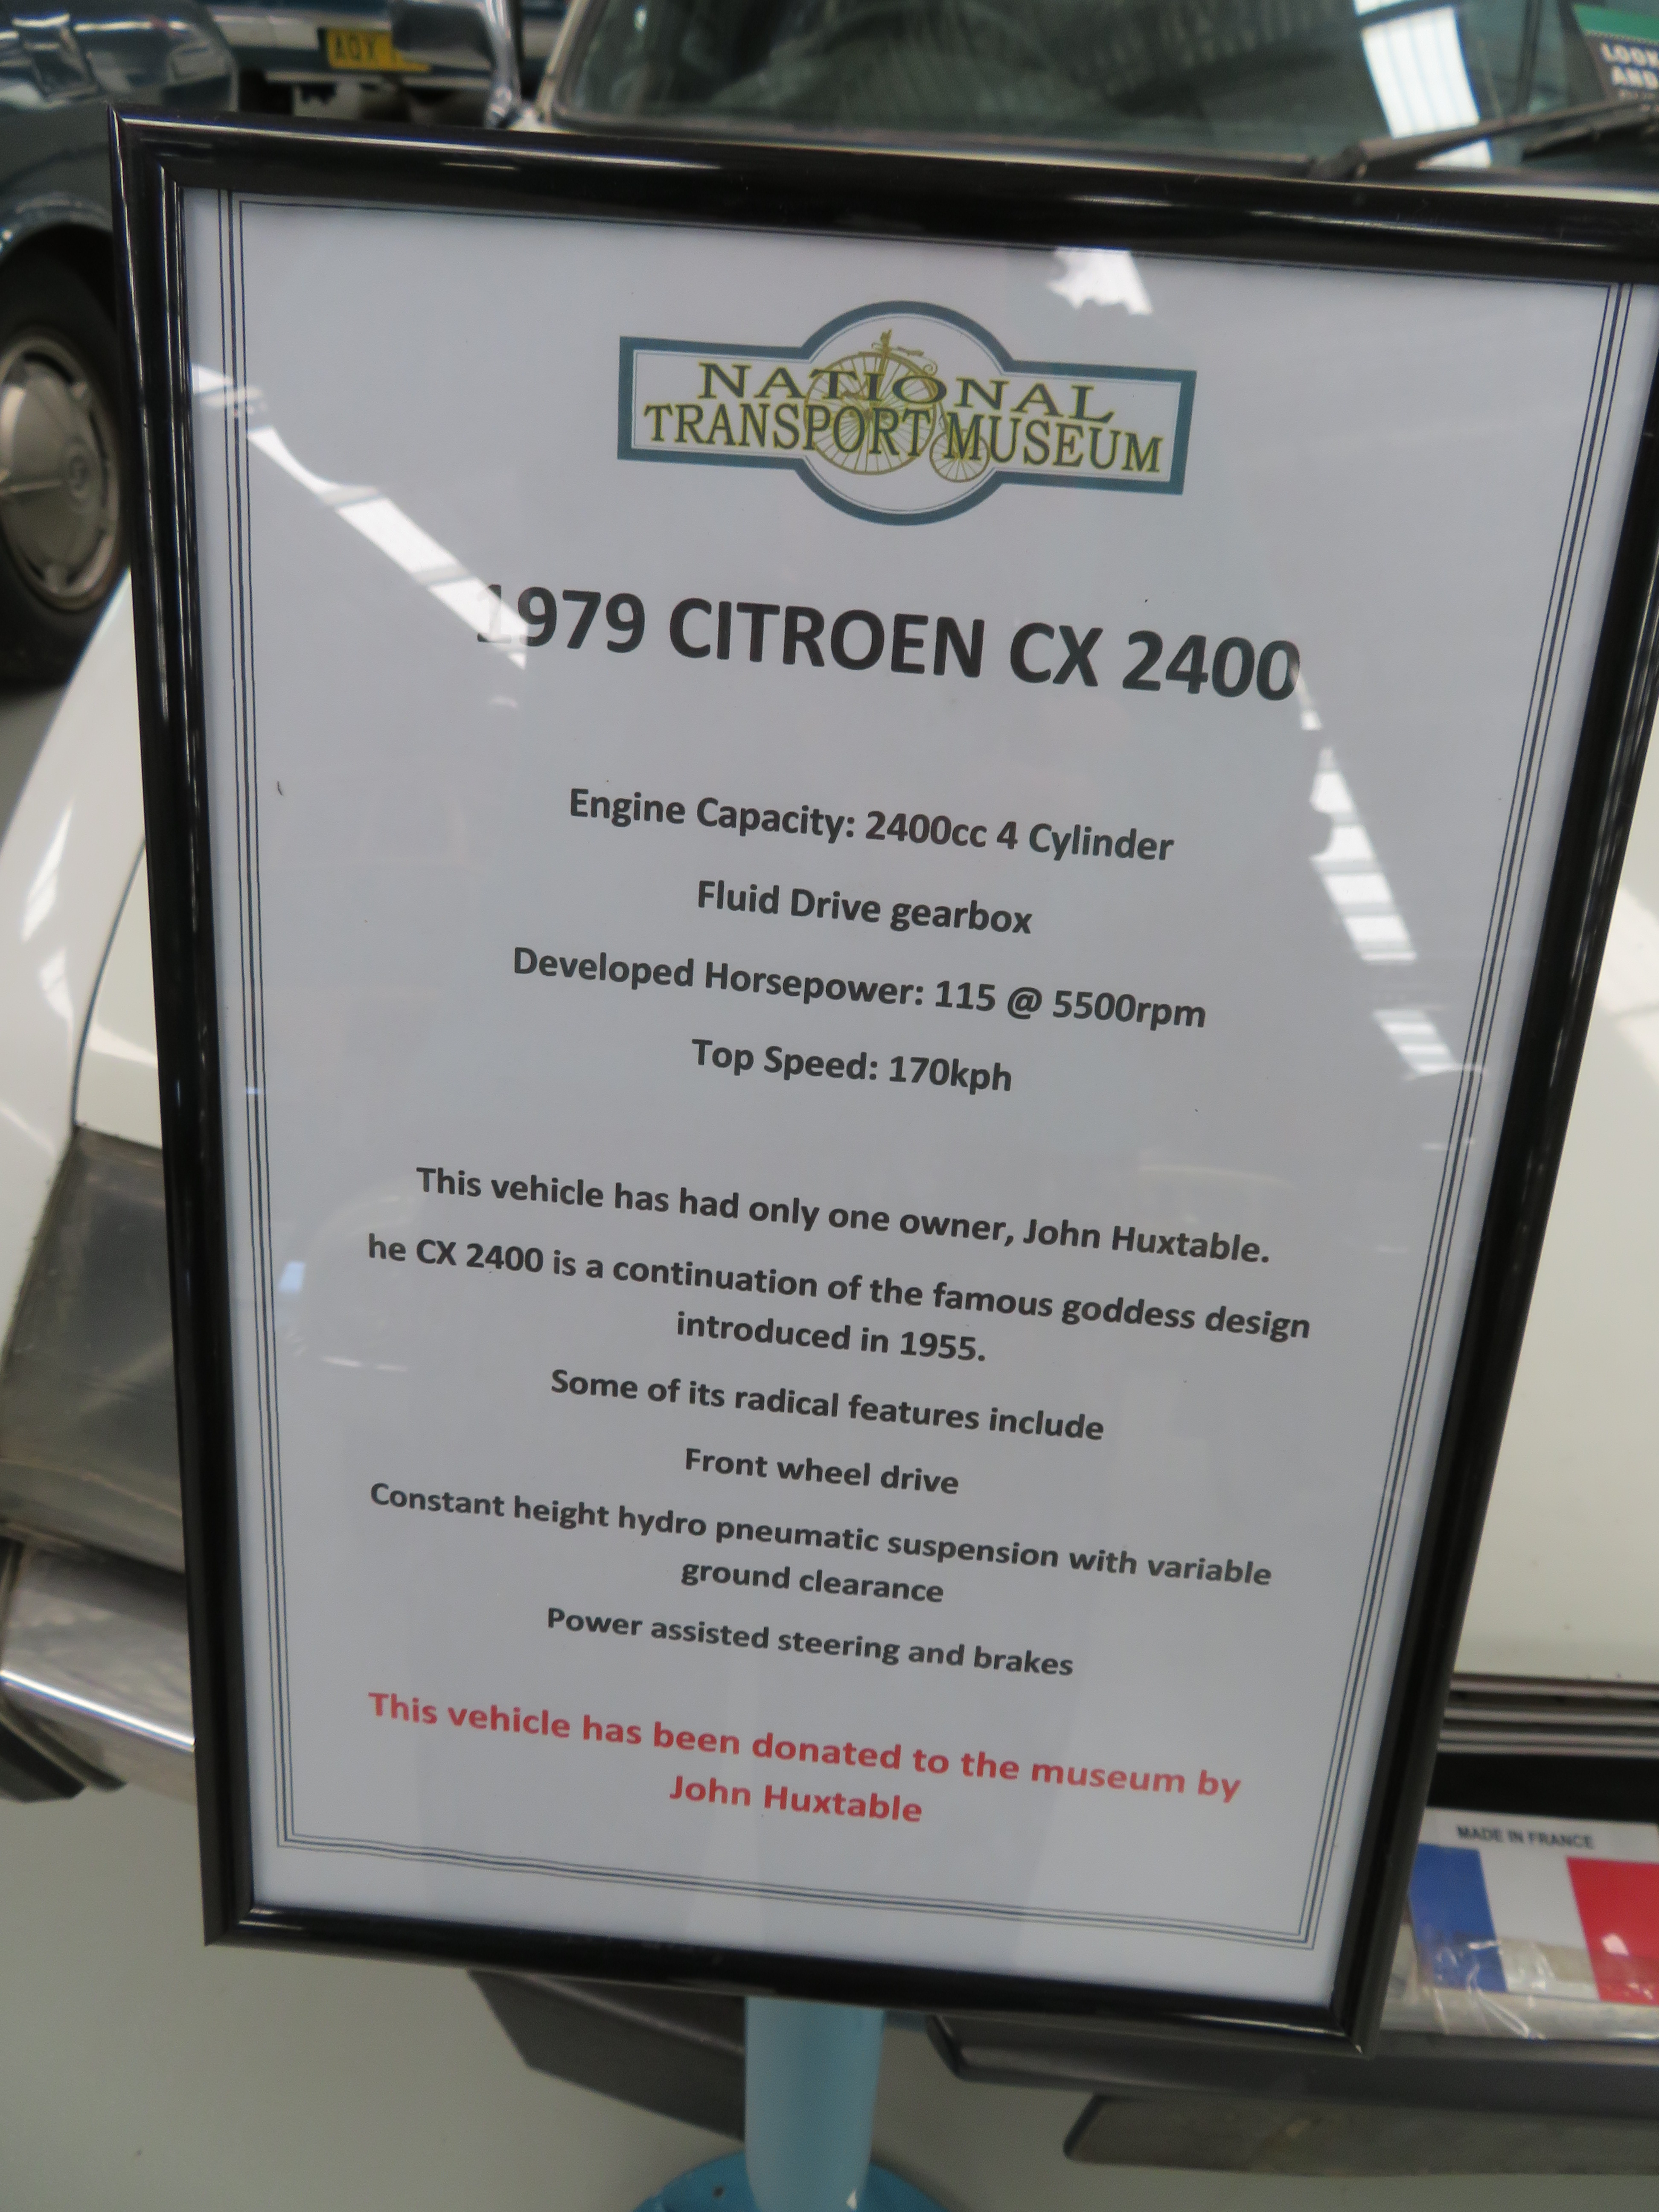 AQX
LOOK
AND
NATIONAL
TRANSPORT MUSEUM
1979 CITROEN CX 2400
Engine Capacity: 2400cc 4 Cylinder
Fluid Drive gearbox
Developed Horsepower: 115 @ 5500rpm
Top Speed: 170kph
This vehicle has had only one owner, John Huxtable.
he CX 2400 is a continuation of the famous goddess design
introduced in 1955.
Some of its radical features include
Front wheel drive
Constant height hydro pneumatic suspension with variable
ground clearance
Power assisted steering and brakes
This vehicle has been donated to the museum by
John Huxtable
MADE IN FRANCE